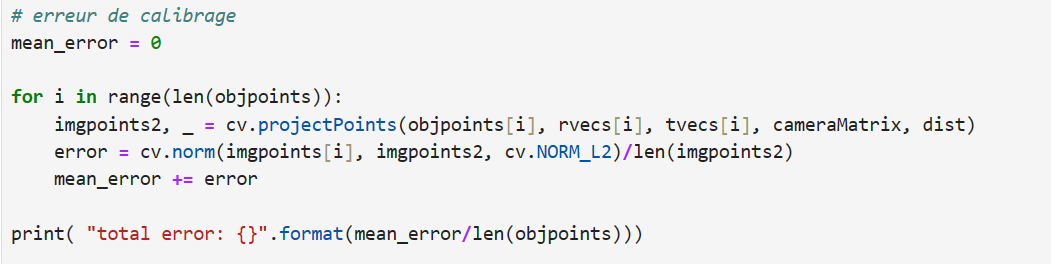 # erreur de calibrage
mean_error = 0
for i in range(len(objpoints)):
    imgpoints2, _ = cv.projectPoints(objpoints[i], rvecs[i], tvecs[i], cameraMatrix, dist)
    error = cv.norm(imgpoints[i], imgpoints2, cv.NORM_L2)/len(imgpoints2)
    mean_error += error
print( "total error: {}".format(mean_error/len(objpoints)))